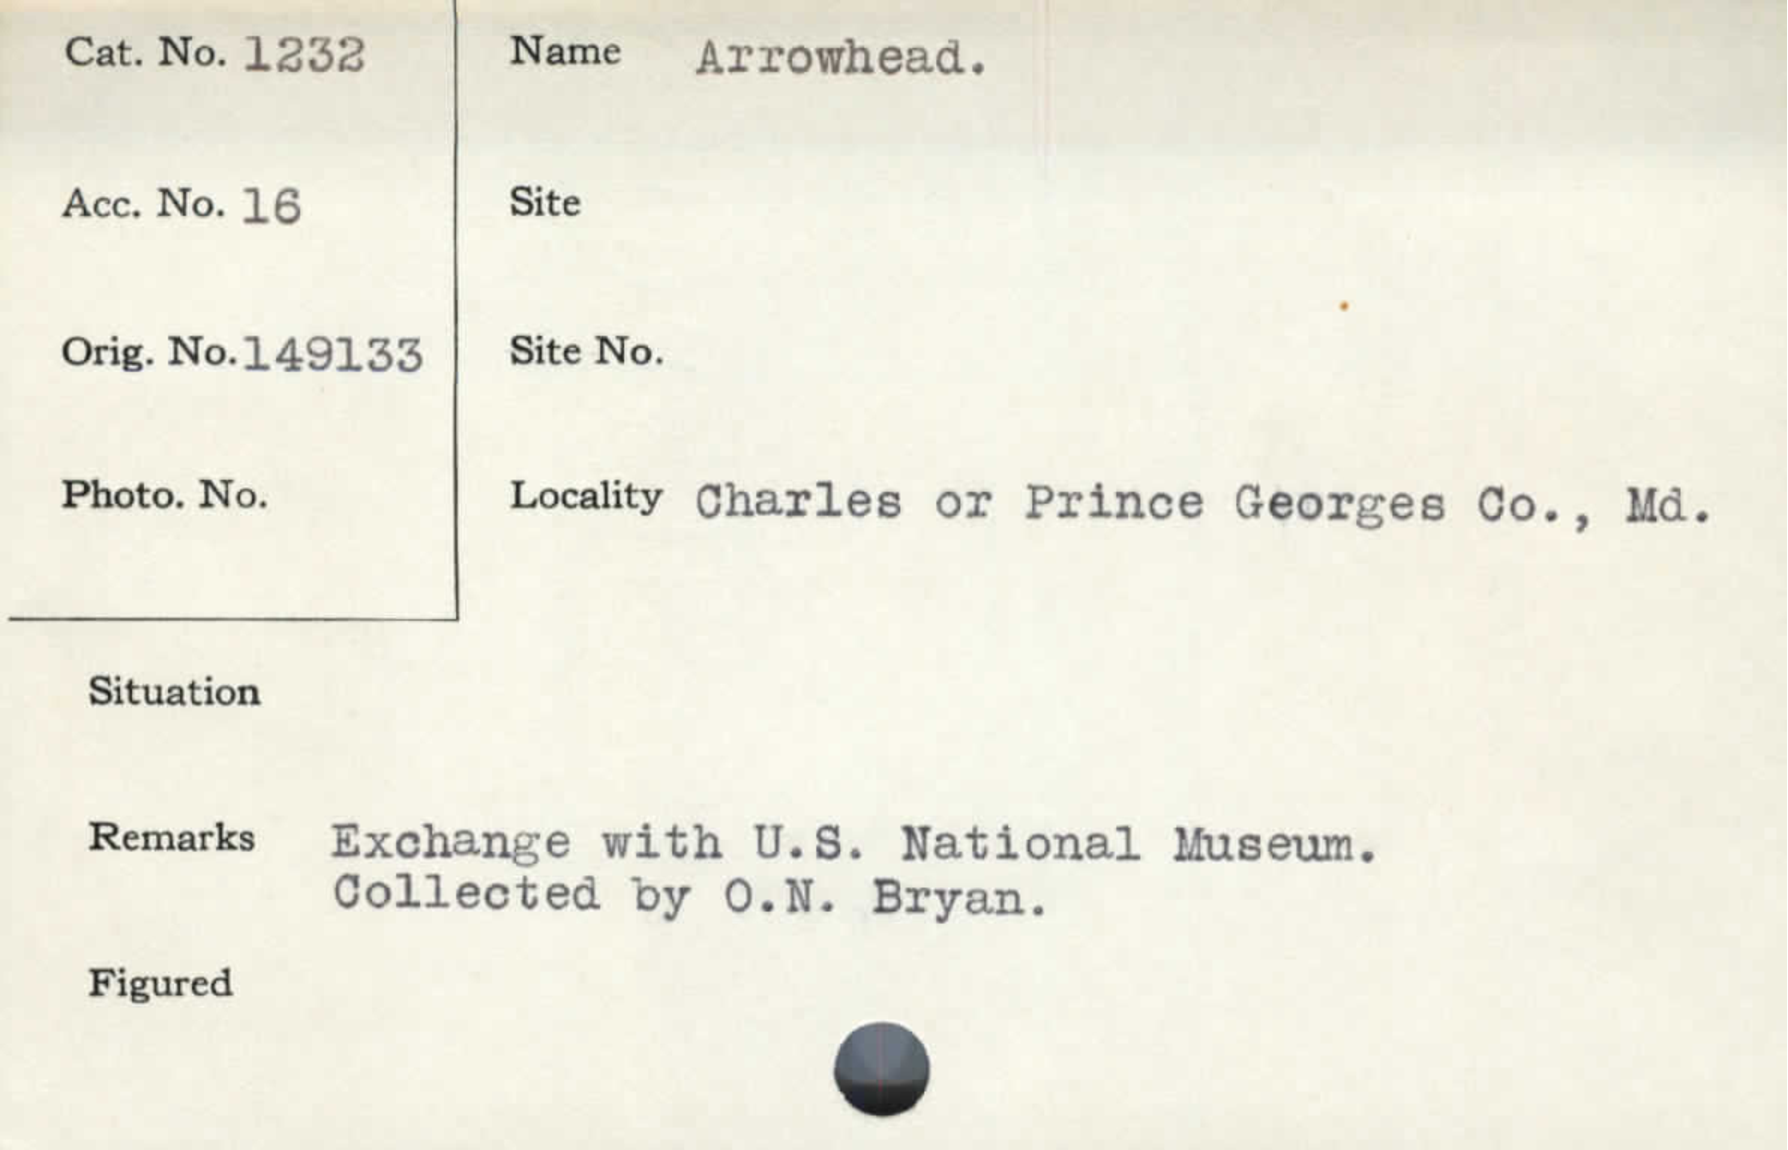 Cat. No. 1232
Acc. No. 16
Orig. No. 149133
Photo. No.
Name Arrowhead.
Site
Site No.
Locality Charles or Prince Georges Co., Md.
Situation
Remarks Exchange with U.S. National Museum.
Collected by O.N. Bryan.
Figured